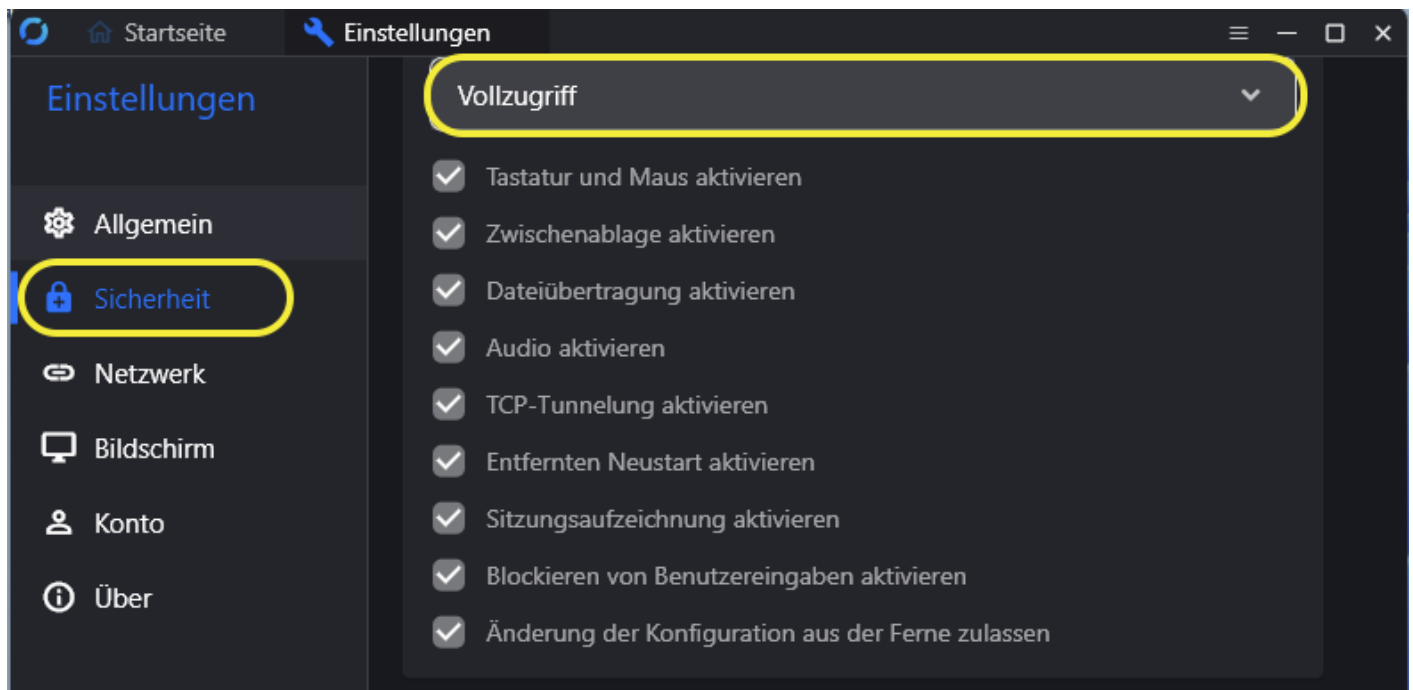 Startseite
Einstellungen
Einstellungen
Allgemein
Sicherheit
Netzwerk
Bildschirm
Konto
Über
Vollzugriff
Tastatur und Maus aktivieren
Zwischenablage aktivieren
Dateiübertragung aktivieren
Audio aktivieren
TCP-Tunnelung aktivieren
Entfernten Neustart aktivieren
Sitzungsaufzeichnung aktivieren
Blockieren von Benutzereingaben aktivieren
Änderung der Konfiguration aus der Ferne zulassen